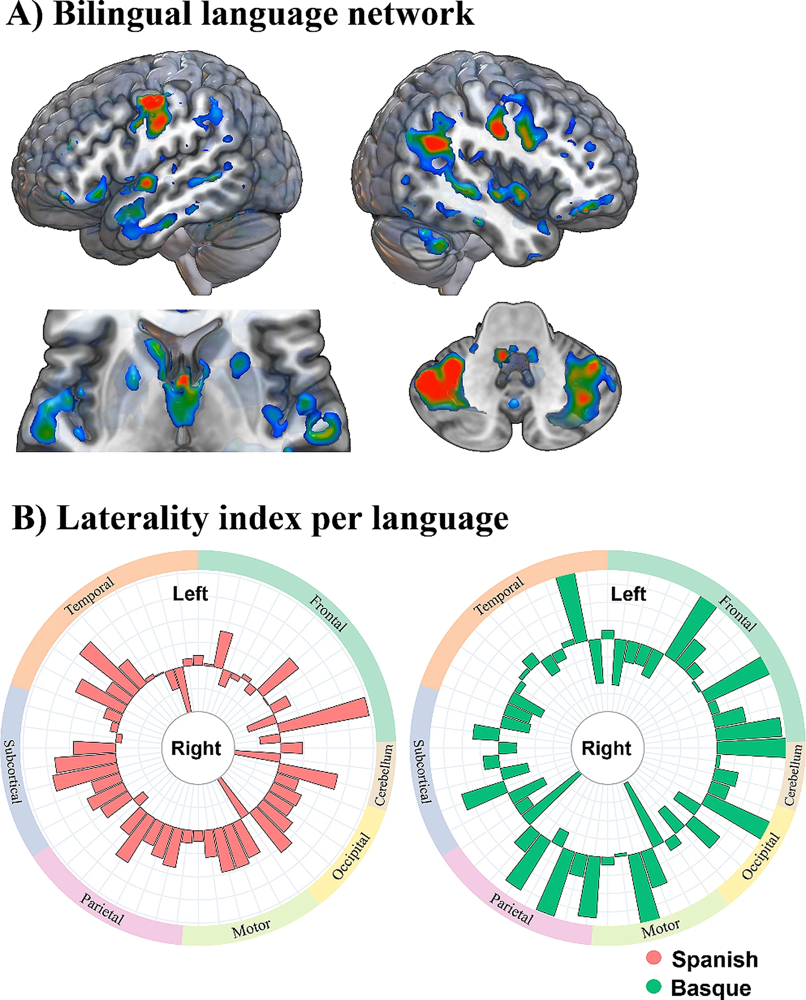 A) Bilingual language network
B) Laterality index per language
Temporal
Left
Frontal
Subcortical
Right
Cerebellum
Parietal
Motor
Occipital
Temporal
Left
Frontal
Subcortical
Right
Cerebellum
Parietal
Motor
Occipital
Spanish
Basque